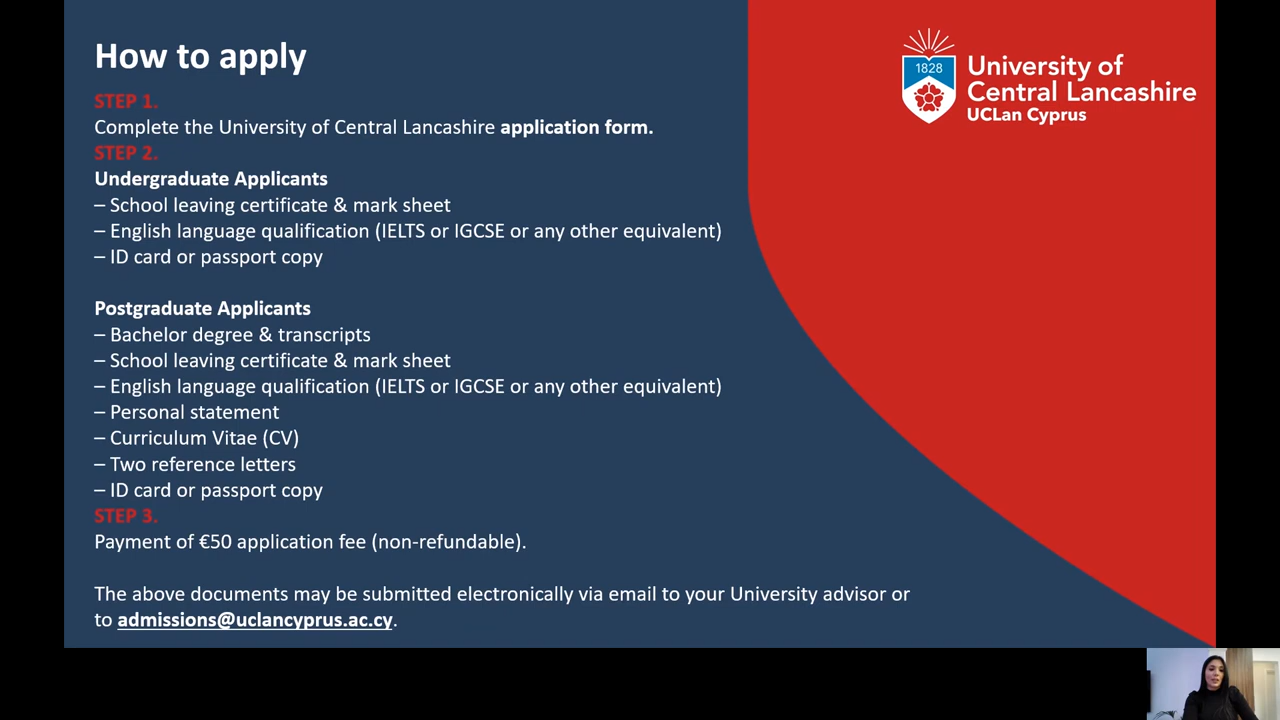 How to apply
STEP 1.
Complete the University of Central Lancashire application form.
STEP 2.
Undergraduate Applicants
– School leaving certificate & mark sheet
– English language qualification (IELTS or IGCSE or any other equivalent)
– ID card or passport copy
Postgraduate Applicants
– Bachelor degree & transcripts
– School leaving certificate & mark sheet
– English language qualification (IELTS or IGCSE or any other equivalent)
– Personal statement
– Curriculum Vitae (CV)
– Two reference letters
– ID card or passport copy
STEP 3.
Payment of €50 application fee (non-refundable).
The above documents may be submitted electronically via email to your University advisor or
to admissions@uclancyprus.ac.cy.
1828
University of
Central Lancashire
UCLan Cyprus